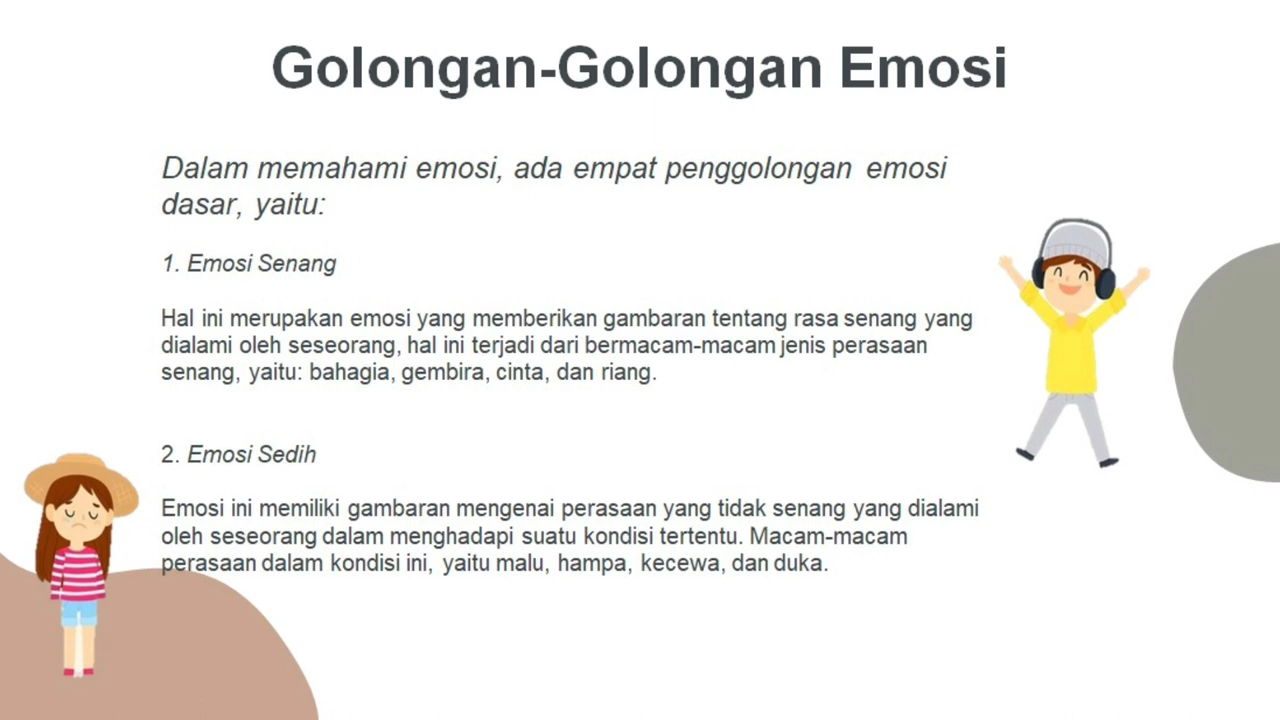 Golongan-Golongan Emosi
Dalam memahami emosi, ada empat penggolongan emosi
dasar, yaitu:
1. Emosi Senang
Hal ini merupakan emosi yang memberikan gambaran tentang rasa senang yang
dialami oleh seseorang, hal ini terjadi dari bermacam-macam jenis perasaan
senang, yaitu: bahagia, gembira, cinta, dan riang.
2. Emosi Sedih
Emosi ini memiliki gambaran mengenai perasaan yang tidak senang yang dialami
oleh seseorang dalam menghadapi suatu kondisi tertentu. Macam-macam
perasaan dalam kondisi ini, yaitu malu, hampa, kecewa, dan duka.